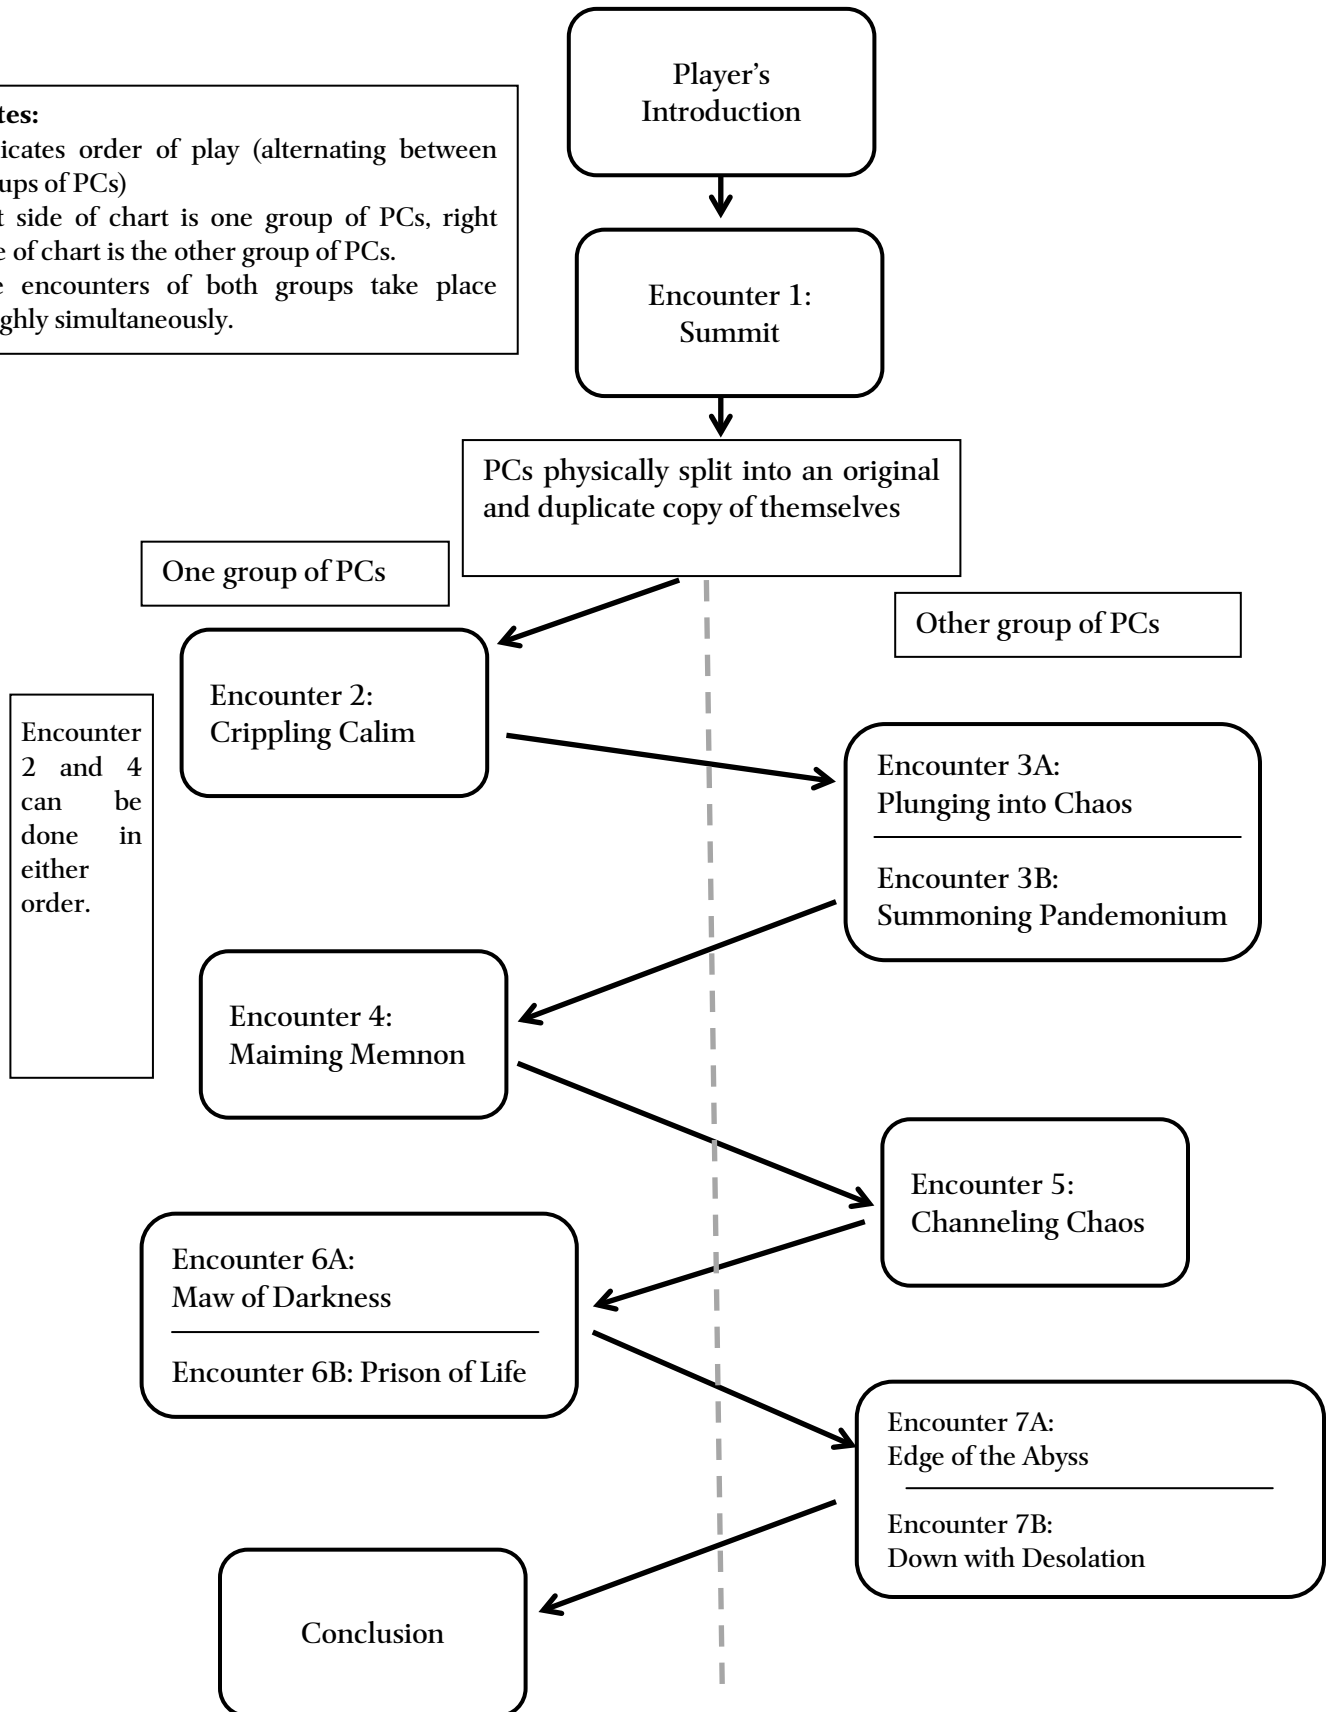 Player's
Introduction
tes:
icates order of play (alternating between
ups of PCs)
t side of chart is one group of PCs, right
e of chart is the other group of PCs.
e encounters of both groups take place
ghly simultaneously.
Encounter 1:
Summit
PCs physically split into an original
and duplicate copy of themselves
One group of PCs
Other group of PCs
Encounter 2:
Crippling Calim
Encounter
2 and 4
can be
done in
either
order.
Encounter 3A:
Plunging into Chaos
Encounter 3B:
Summoning Pandemonium
Encounter 4:
Maiming Memnon
Encounter 5:
Channeling Chaos
Encounter 6A:
Maw of Darkness
Encounter 6B: Prison of Life
Encounter 7A:
Edge of the Abyss
Encounter 7B:
Down with Desolation
Conclusion